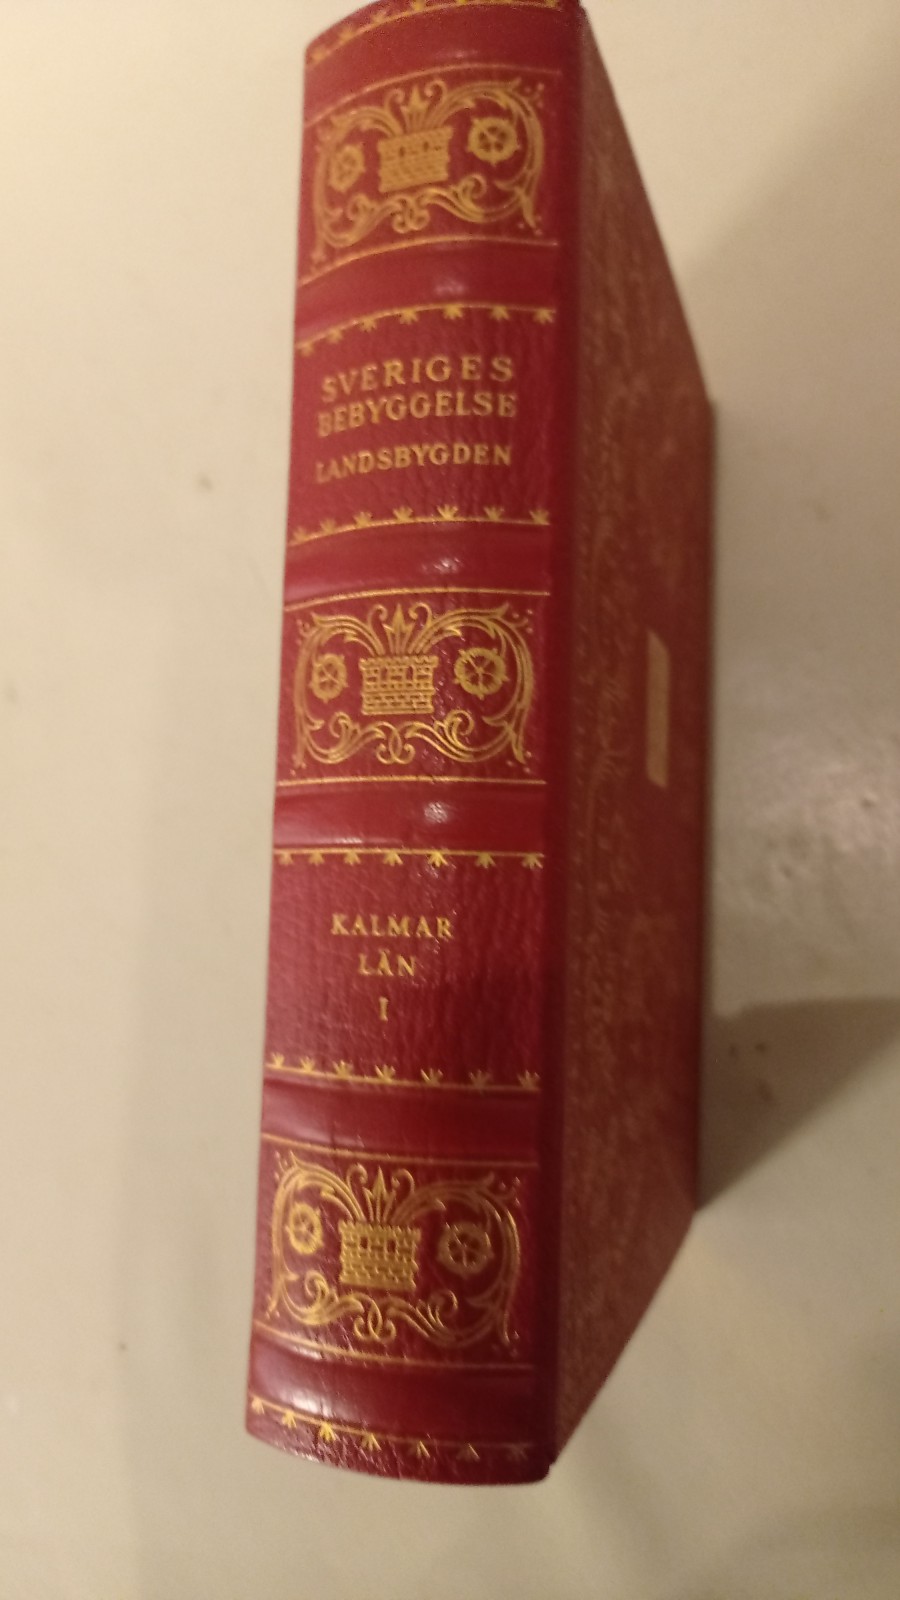 SVERIGES
BEBYGGELSE
LANDSBYGDEN
KALMAR
LÄN
I